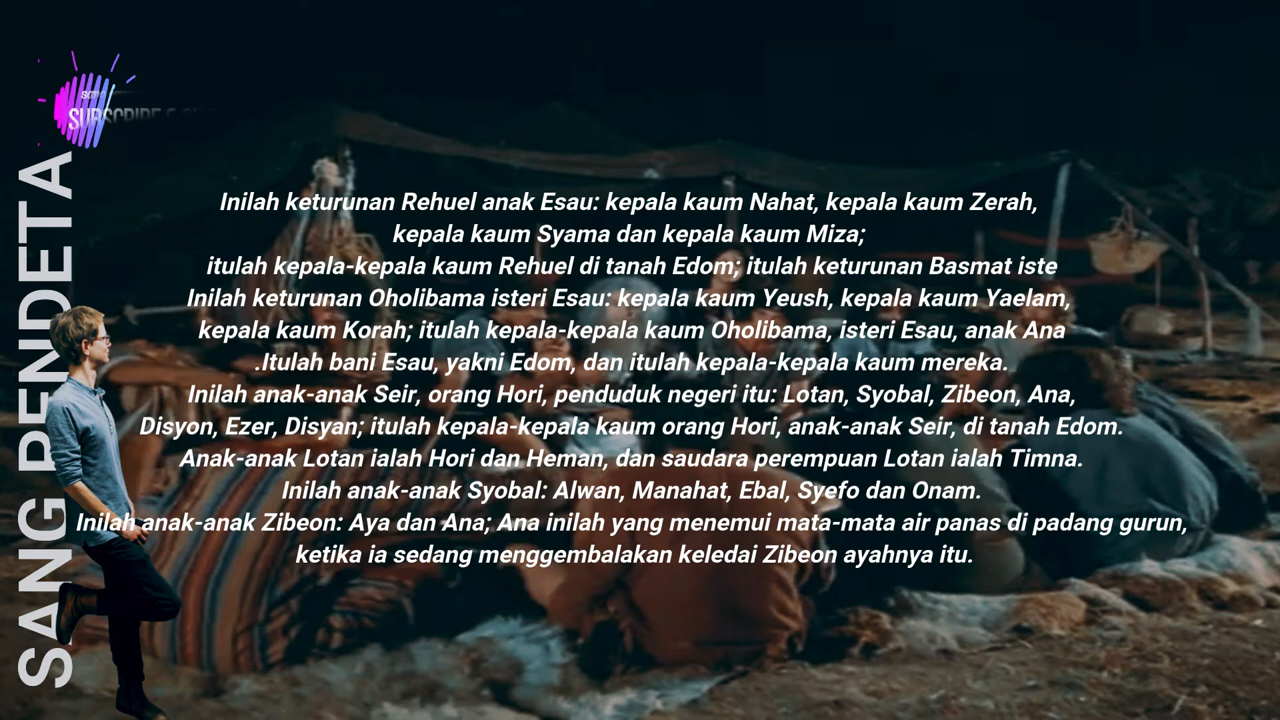 SUBSCRIBE
SANG PENDETA
Inilah keturunan Rehuel anak Esau: kepala kaum Nahat, kepala kaum Zerah,
kepala kaum Syama dan kepala kaum Miza;
itulah kepala-kepala kaum Rehuel di tanah Edom; itulah keturunan Basmat iste
Inilah keturunan Oholibama isteri Esau: kepala kaum Yeush, kepala kaum Yaelam,
kepala kaum Korah; itulah kepala-kepala kaum Oholibama, isteri Esau, anak Ana
.Itulah bani Esau, yakni Edom, dan itulah kepala-kepala kaum mereka.
Inilah anak-anak Seir, orang Hori, penduduk negeri itu: Lotan, Syobal, Zibeon, Ana,
Disyon, Ezer, Disyan; itulah kepala-kepala kaum orang Hori, anak-anak Seir, di tanah Edom.
Anak-anak Lotan ialah Hori dan Heman, dan saudara perempuan Lotan ialah Timna.
Inilah anak-anak Syobal: Alwan, Manahat, Ebal, Syefo dan Onam.
Inilah anak-anak Zibeon: Aya dan Ana; Ana inilah yang menemui mata-mata air panas di padang gurun,
ketika ia sedang menggembalakan keledai Zibeon ayahnya itu.